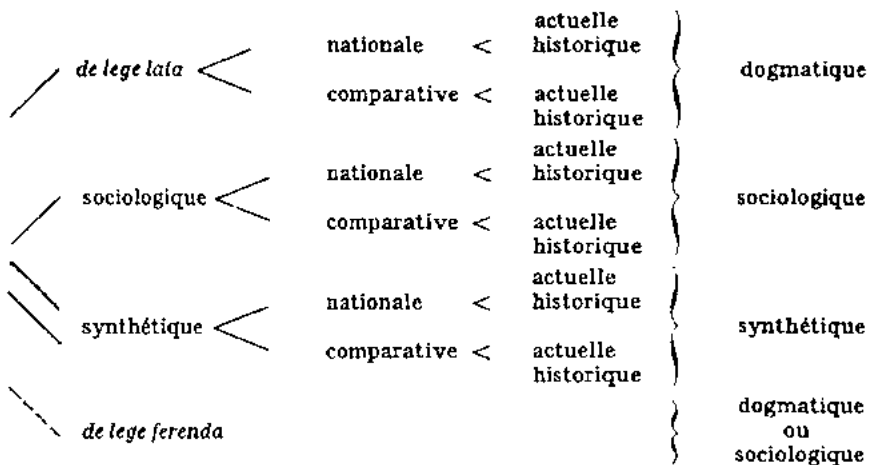 actuelle
nationale < historique
de lege lata < dogmatique
comparative < actuelle
historique
actuelle
nationale < historique
sociologique < sociologique
comparative < actuelle
historique
actuelle
nationale < historique
synthétique < synthétique
comparative < actuelle
historique
dogmatique
de lege ferenda ou
sociologique